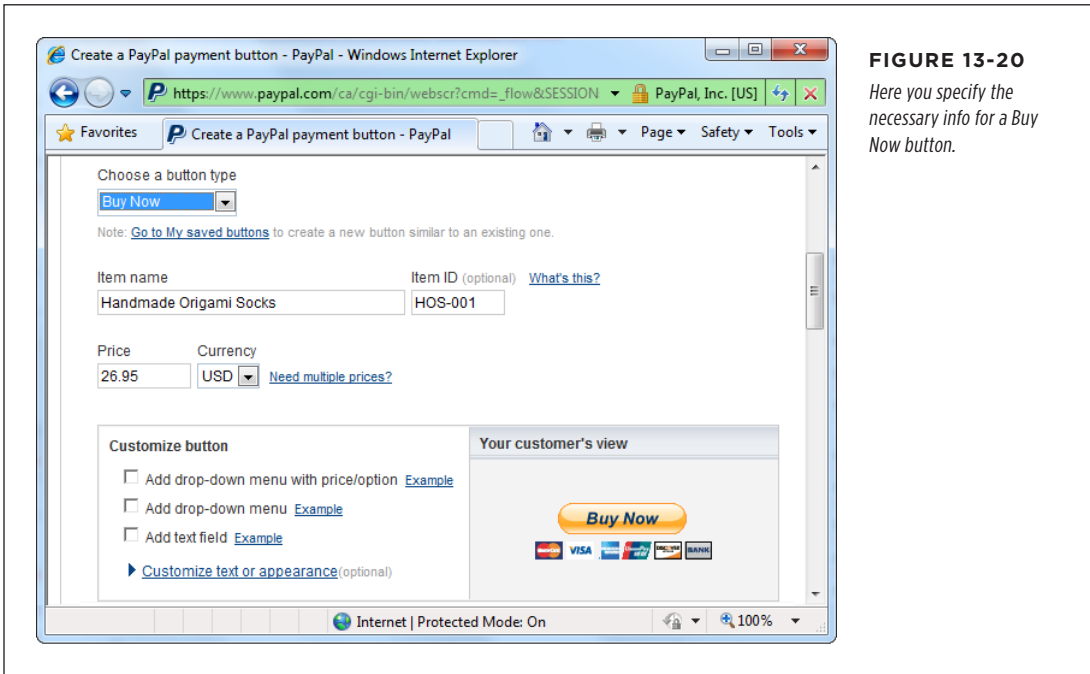 Create a PayPal payment button - PayPal - Windows Internet Explorer
https://www.paypal.com/ca/cgi-bin/webscr?cmd=_flow&SESSION
PayPal, Inc. [US]
Favorites
Create a PayPal payment button - PayPal
Page
Safety
Tools
Choose a button type
Buy Now
Note: Go to My saved buttons to create a new button similar to an existing one.
Item name
Item ID (optional) What's this?
Handmade Origami Socks
HOS-001
Price
Currency
26.95
USD
Need multiple prices?
Customize button
Add drop-down menu with price/option Example
Add drop-down menu Example
Add text field Example
Customize text or appearance(optional)
Your customer's view
Buy Now
MasterCard VISA DISCOVER BANK
Internet | Protected Mode: On
100%
FIGURE 13-20
Here you specify the
necessary info for a Buy
Now button.